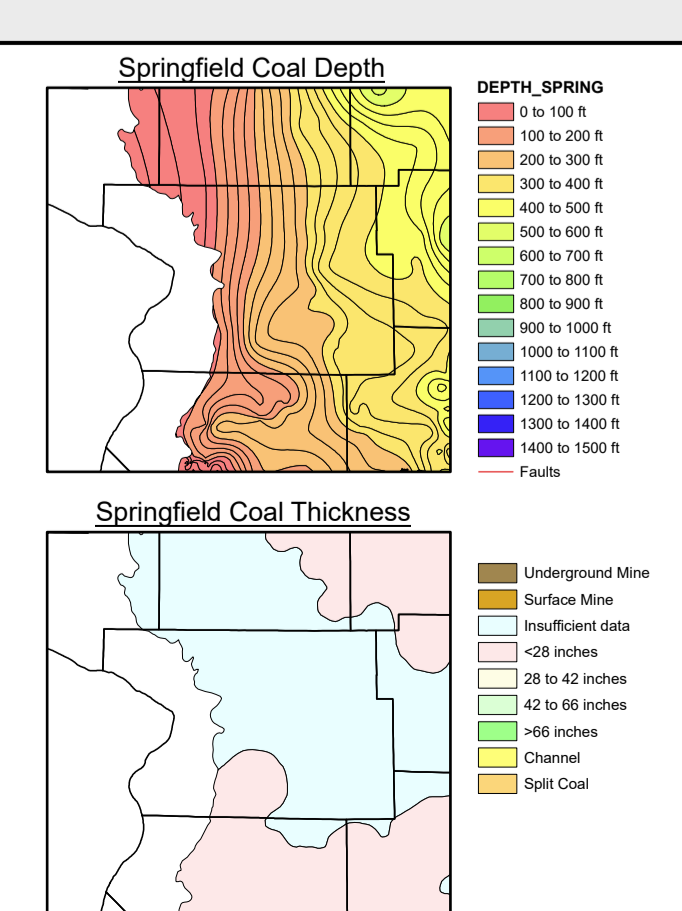 Springfield Coal Depth
DEPTH_SPRING
0 to 100 ft
100 to 200 ft
200 to 300 ft
300 to 400 ft
400 to 500 ft
500 to 600 ft
600 to 700 ft
700 to 800 ft
800 to 900 ft
900 to 1000 ft
1000 to 1100 ft
1100 to 1200 ft
1200 to 1300 ft
1300 to 1400 ft
1400 to 1500 ft
Faults
Springfield Coal Thickness
Underground Mine
Surface Mine
Insufficient data
<28 inches
28 to 42 inches
42 to 66 inches
>66 inches
Channel
Split Coal